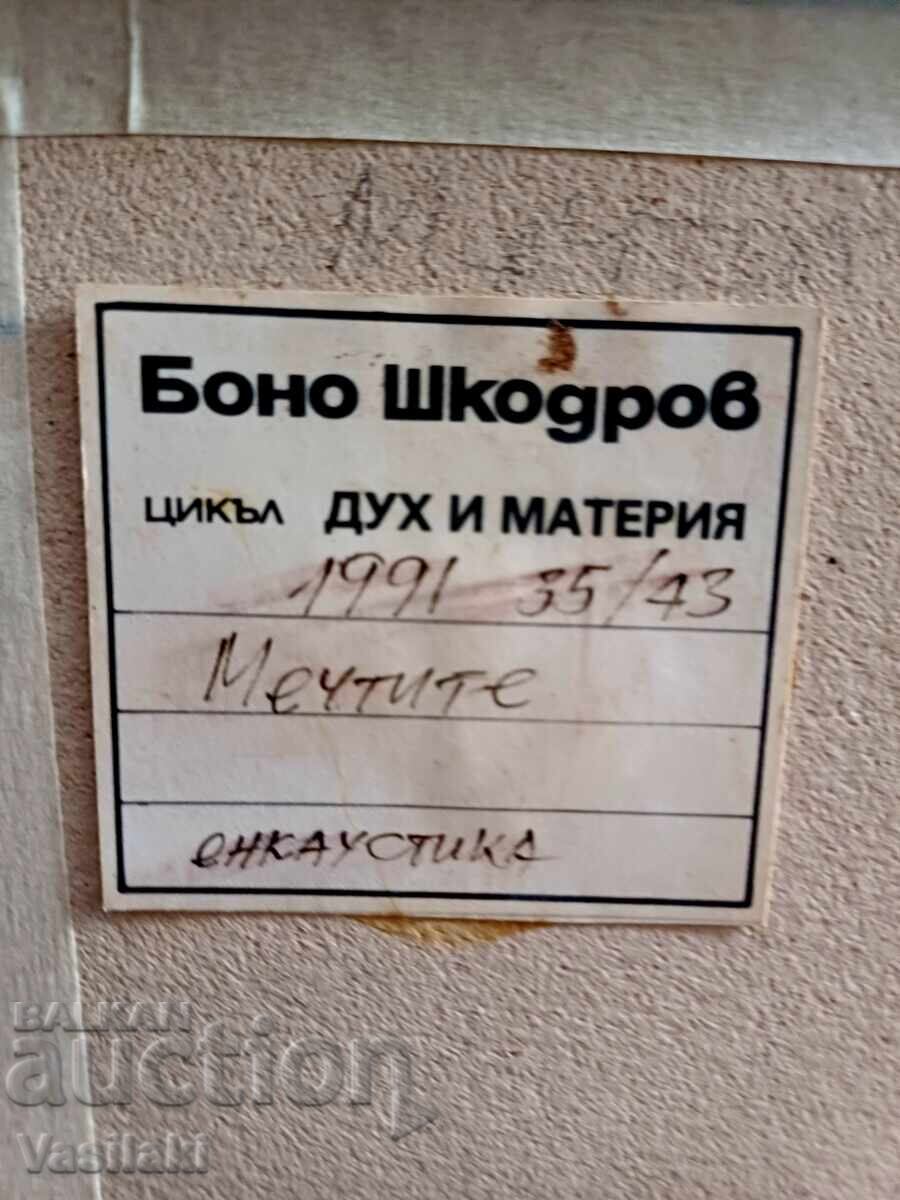 Боно Шкодров
цикъл ДУХ И МАТЕРИЯ
1991 35/43
Мечтите
енкаустика
BALKAN
auction
Vasilaki